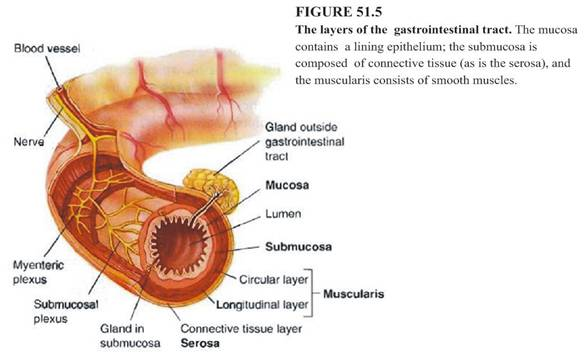 FIGURE 51.5
The layers of the gastrointestinal tract. The mucosa
contains a lining epithelium; the submucosa is
composed of connective tissue (as is the serosa), and
the muscularis consists of smooth muscles.
Blood vessel
Nerve
Gland outside
gastrointestinal
tract
Mucosa
Lumen
Submucosa
Circular layer
Longitudinal layer
Muscularis
Myenteric
plexus
Submucosal
plexus
Gland in
submucosa
Connective tissue layer
Serosa